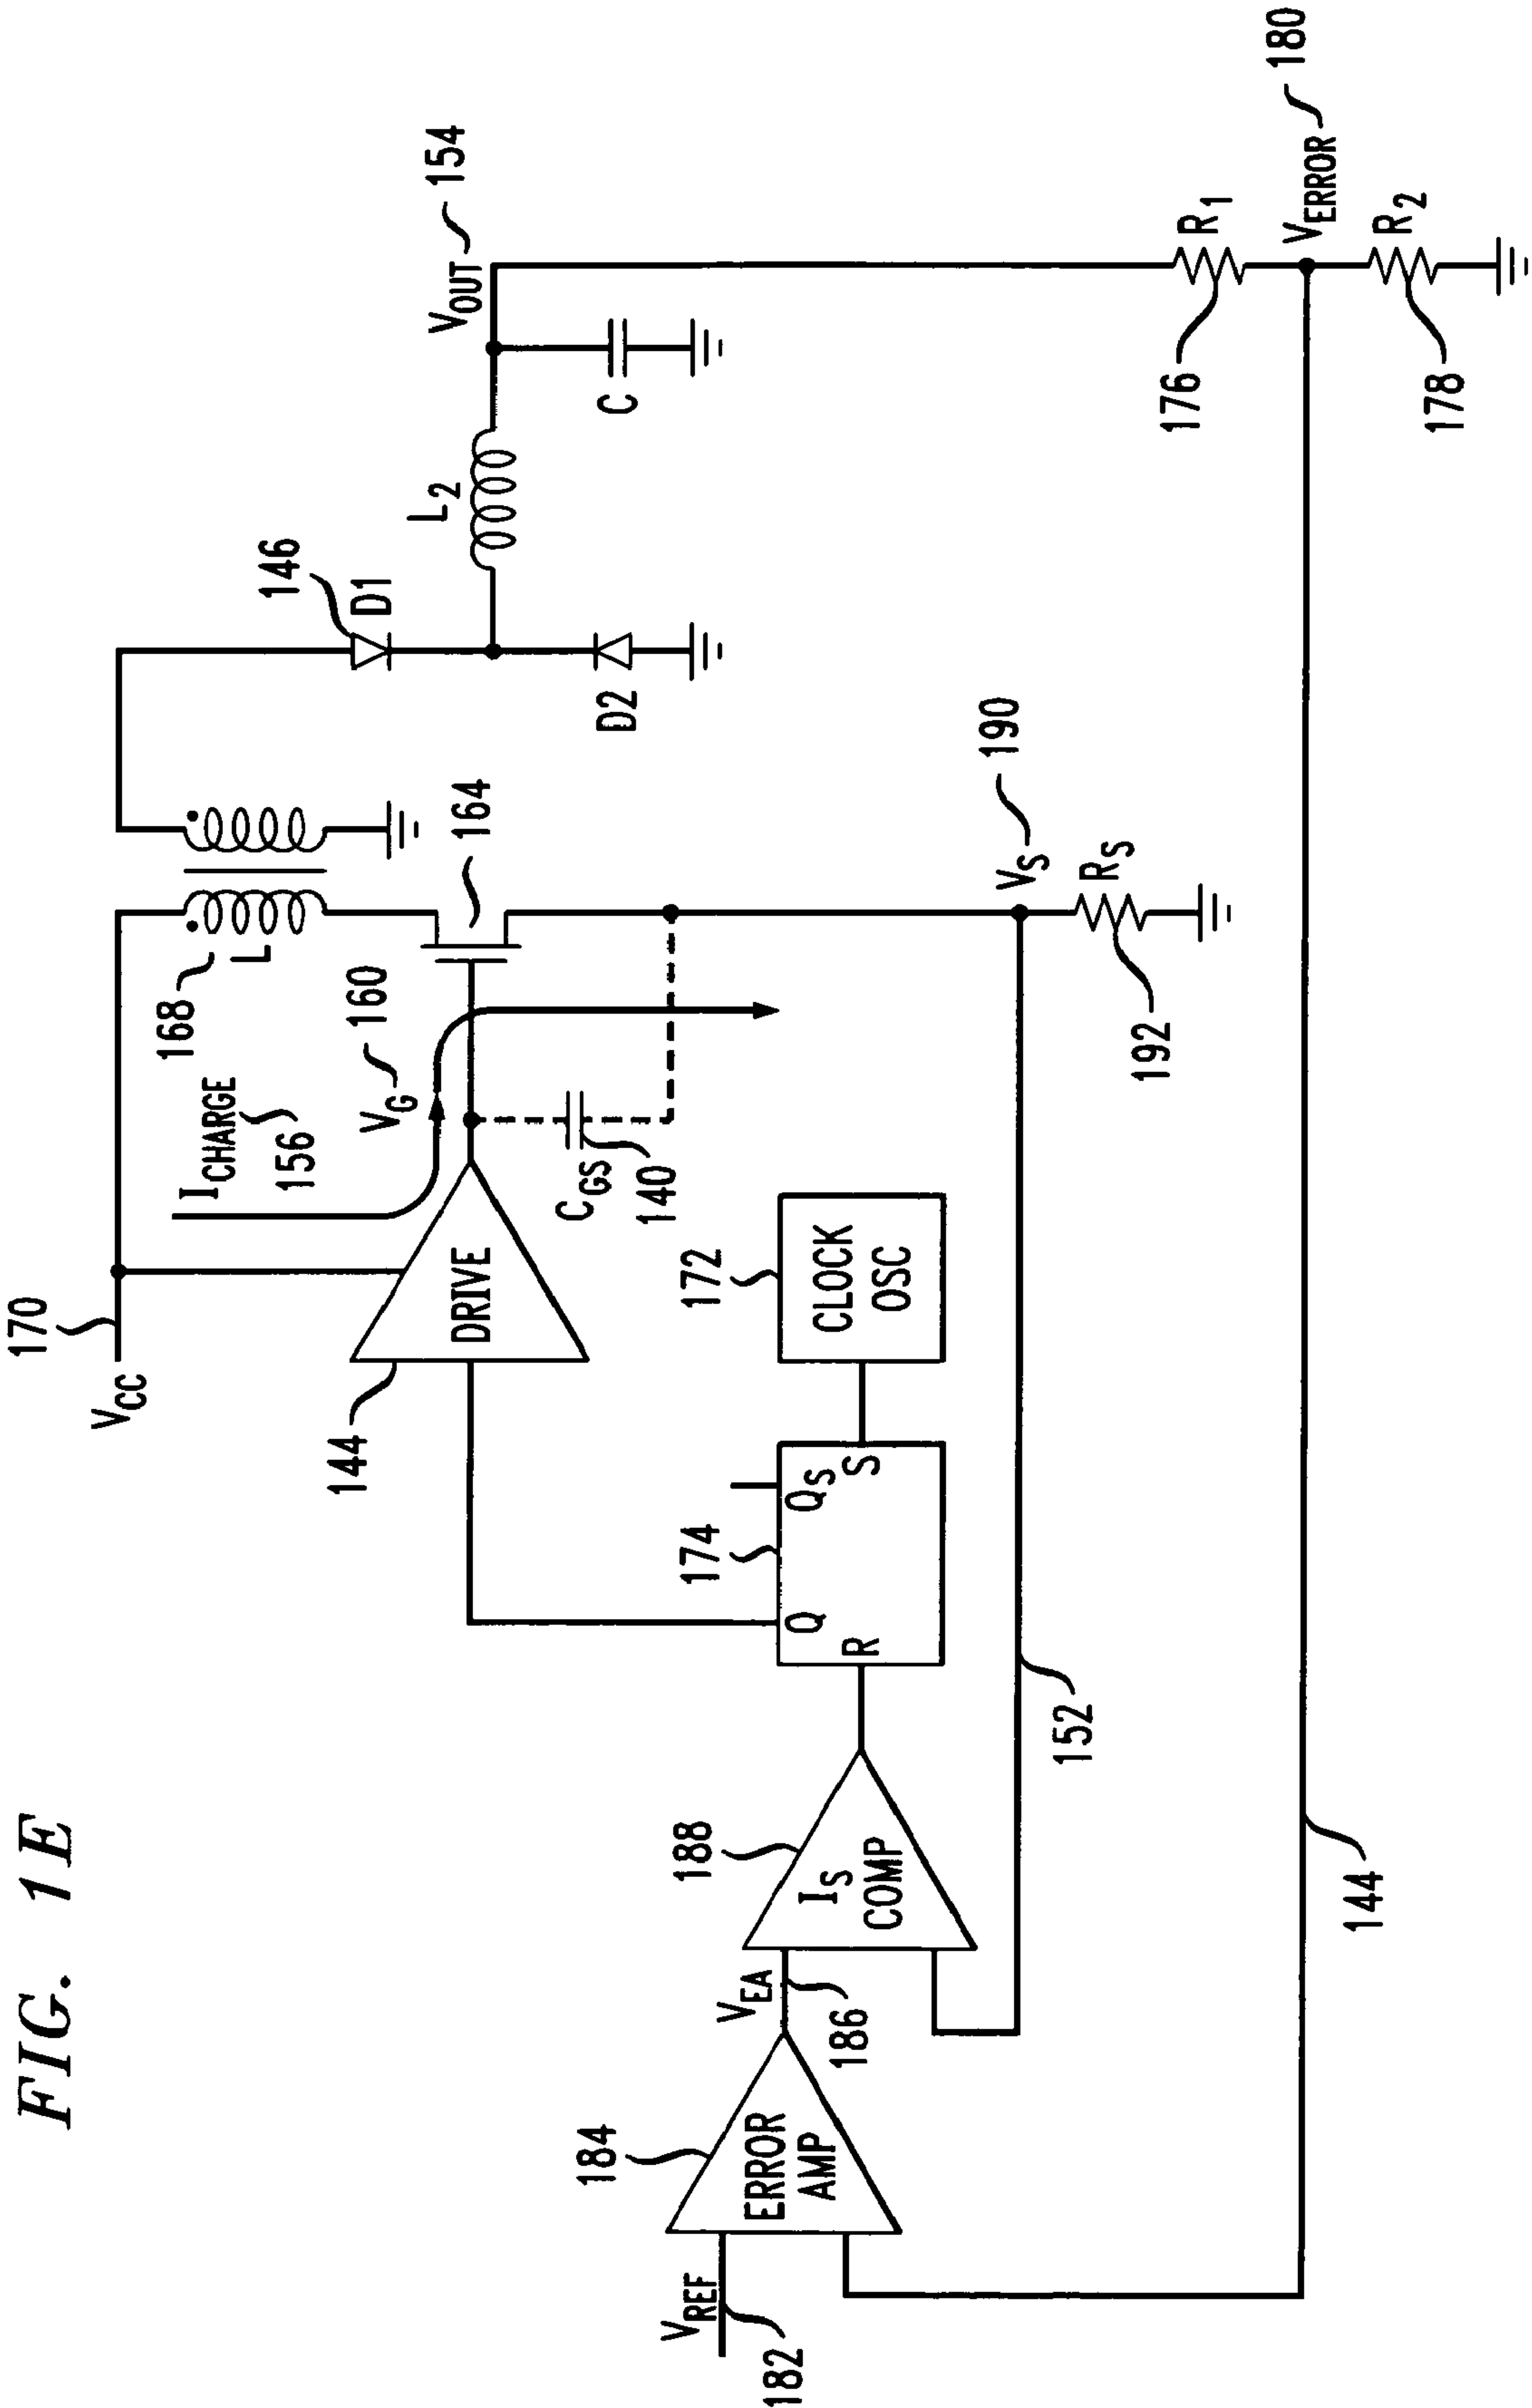 FIG. 1E
170
VCC
ICHARGE
156
168
L
VG
160
164
144
DRIVE
CGS
140
146
D1
D2
L2
C
VOUT
154
172
CLOCK
OSC
174
Q
QS
S
R
188
IS
COMP
VEA
186
184
ERROR
AMP
VREF
182
152
VS
190
RS
192
R1
176
VERROR
180
R2
178
144